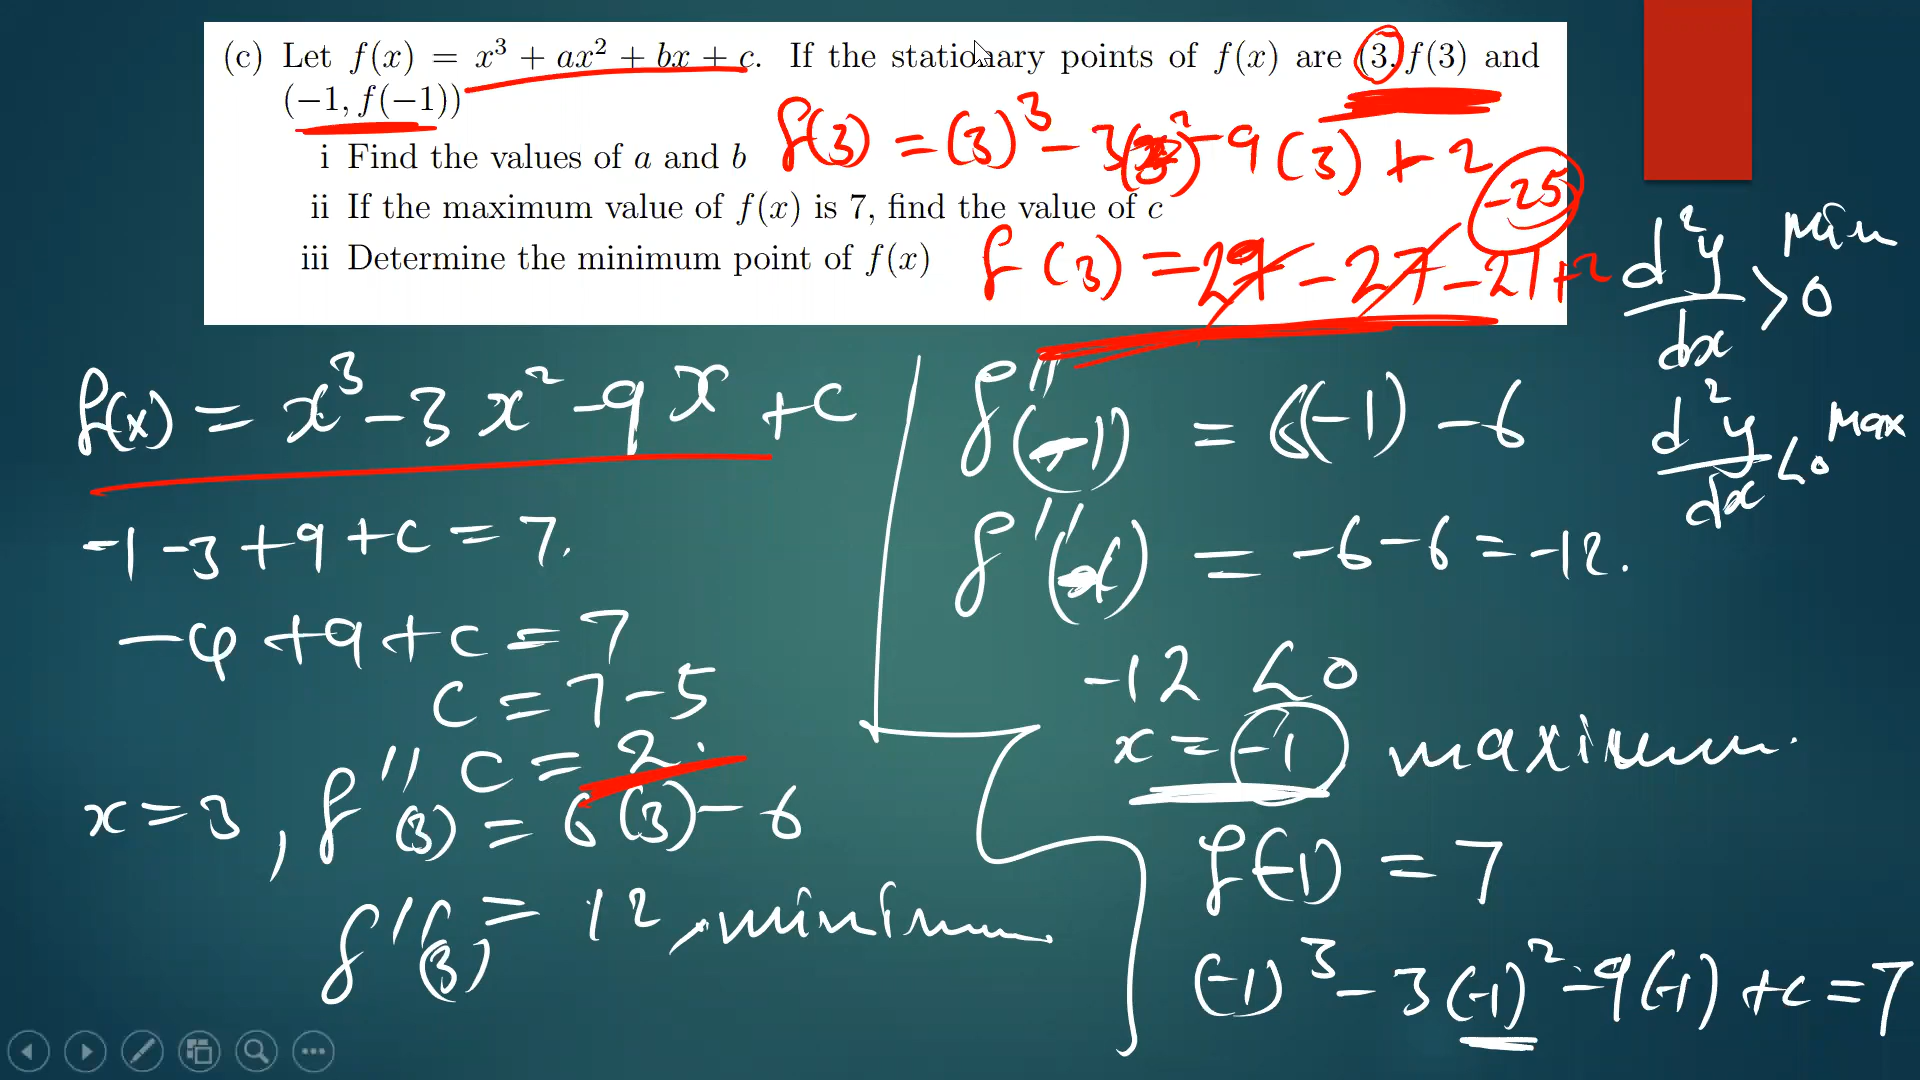 (c) Let f(x) = x³ + ax² + bx + c. If the stationary points of f(x) are (3, f(3) and
(−1, f(−1))
f(3) = (3)³ − 3(3)² − 9(3) + 2
i Find the values of a and b
−25
ii If the maximum value of f(x) is 7, find the value of c
iii Determine the minimum point of f(x)
f(3) = 27 − 27 − 27 + 2
d²y/dx > 0 Min
d²y/dx < 0 Max
f(x) = x³ − 3x² − 9x + c
−1 − 3 + 9 + c = 7.
−4 + 9 + c = 7
c = 7 − 5
c = 2.
x = 3, f''(3) = 6(3) − 6
f''(3) = 12, minimum
f''(−1) = 6(−1) − 6
f''(−1) = −6 − 6 = −12.
−12 < 0
x = −1 maximum.
f(−1) = 7
(−1)³ − 3(−1)² − 9(−1) + c = 7